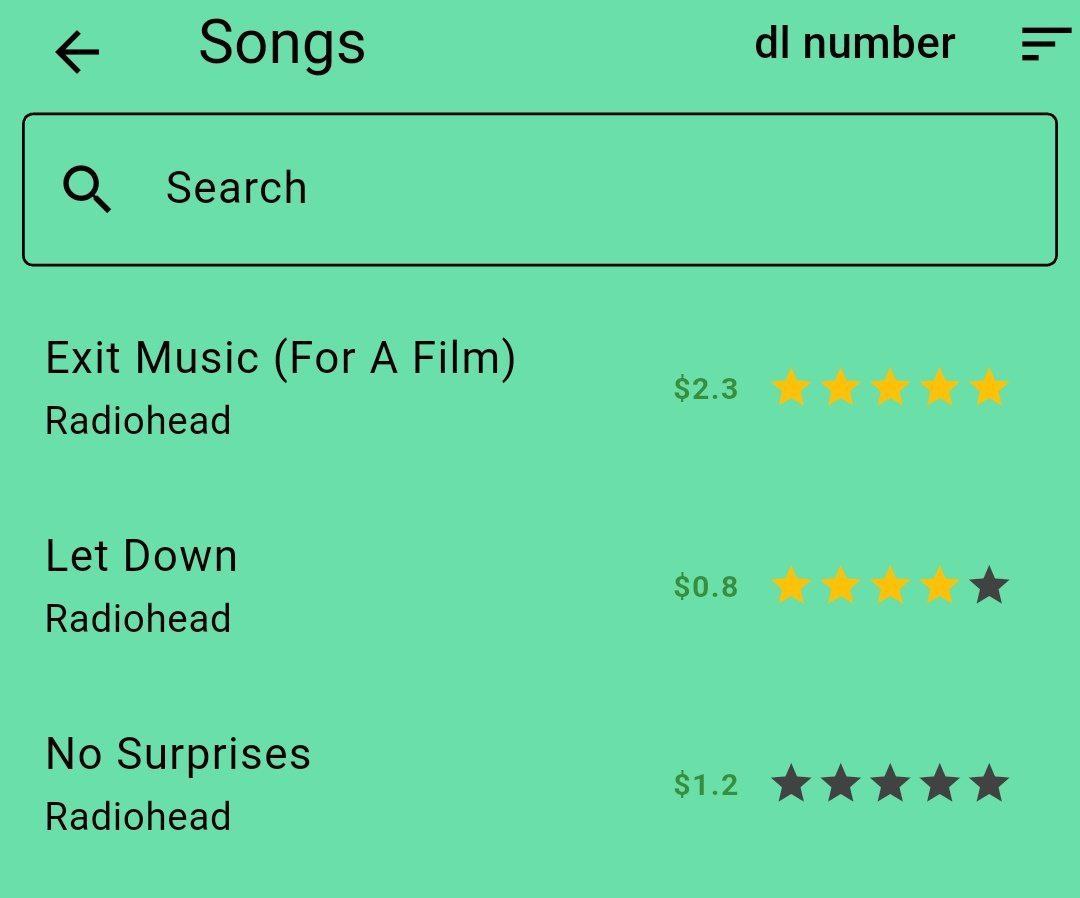 Songs
dl number
Search
Exit Music (For A Film)
Radiohead
$2.3
Let Down
Radiohead
$0.8
No Surprises
Radiohead
$1.2